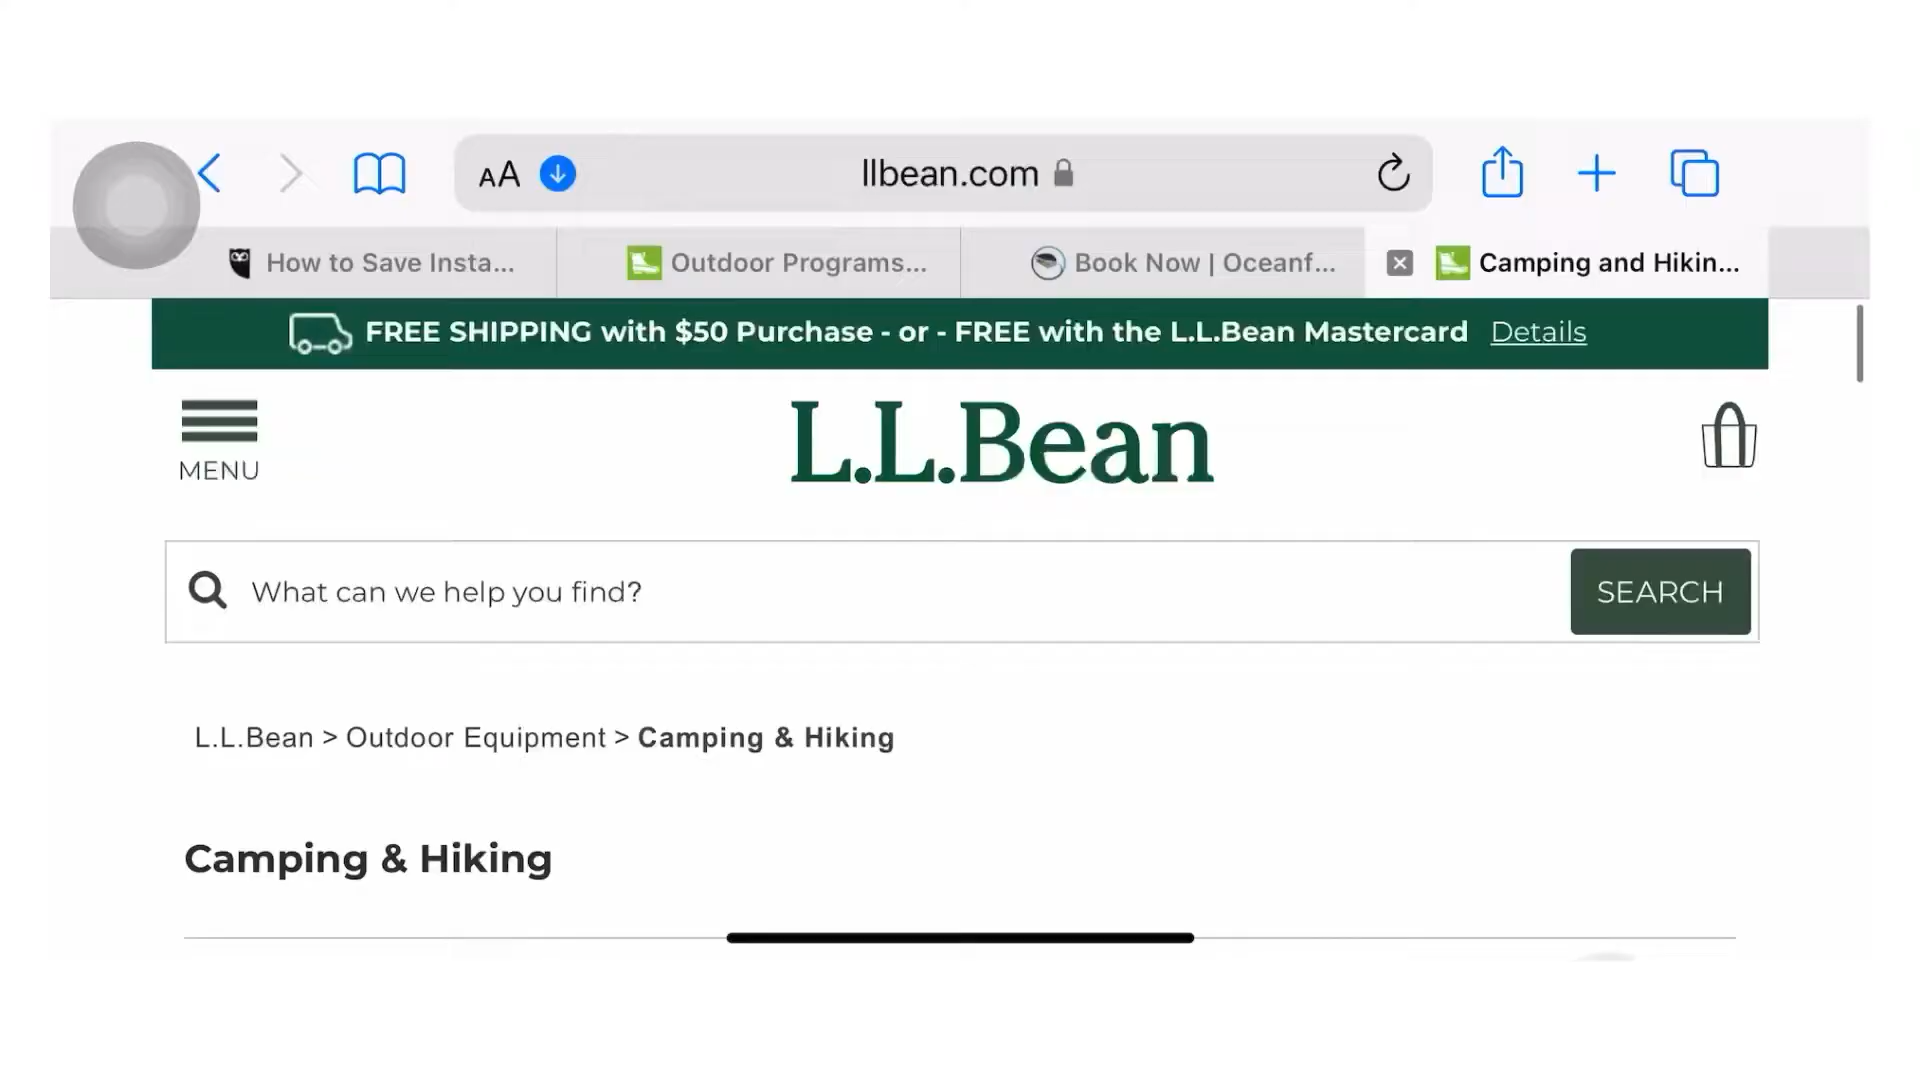 AA llbean.com
How to Save Insta... Outdoor Programs... Book Now | Oceanf... Camping and Hikin...
FREE SHIPPING with $50 Purchase - or - FREE with the L.L.Bean Mastercard Details
MENU
L.L.Bean
What can we help you find? SEARCH
L.L.Bean > Outdoor Equipment > Camping & Hiking
Camping & Hiking